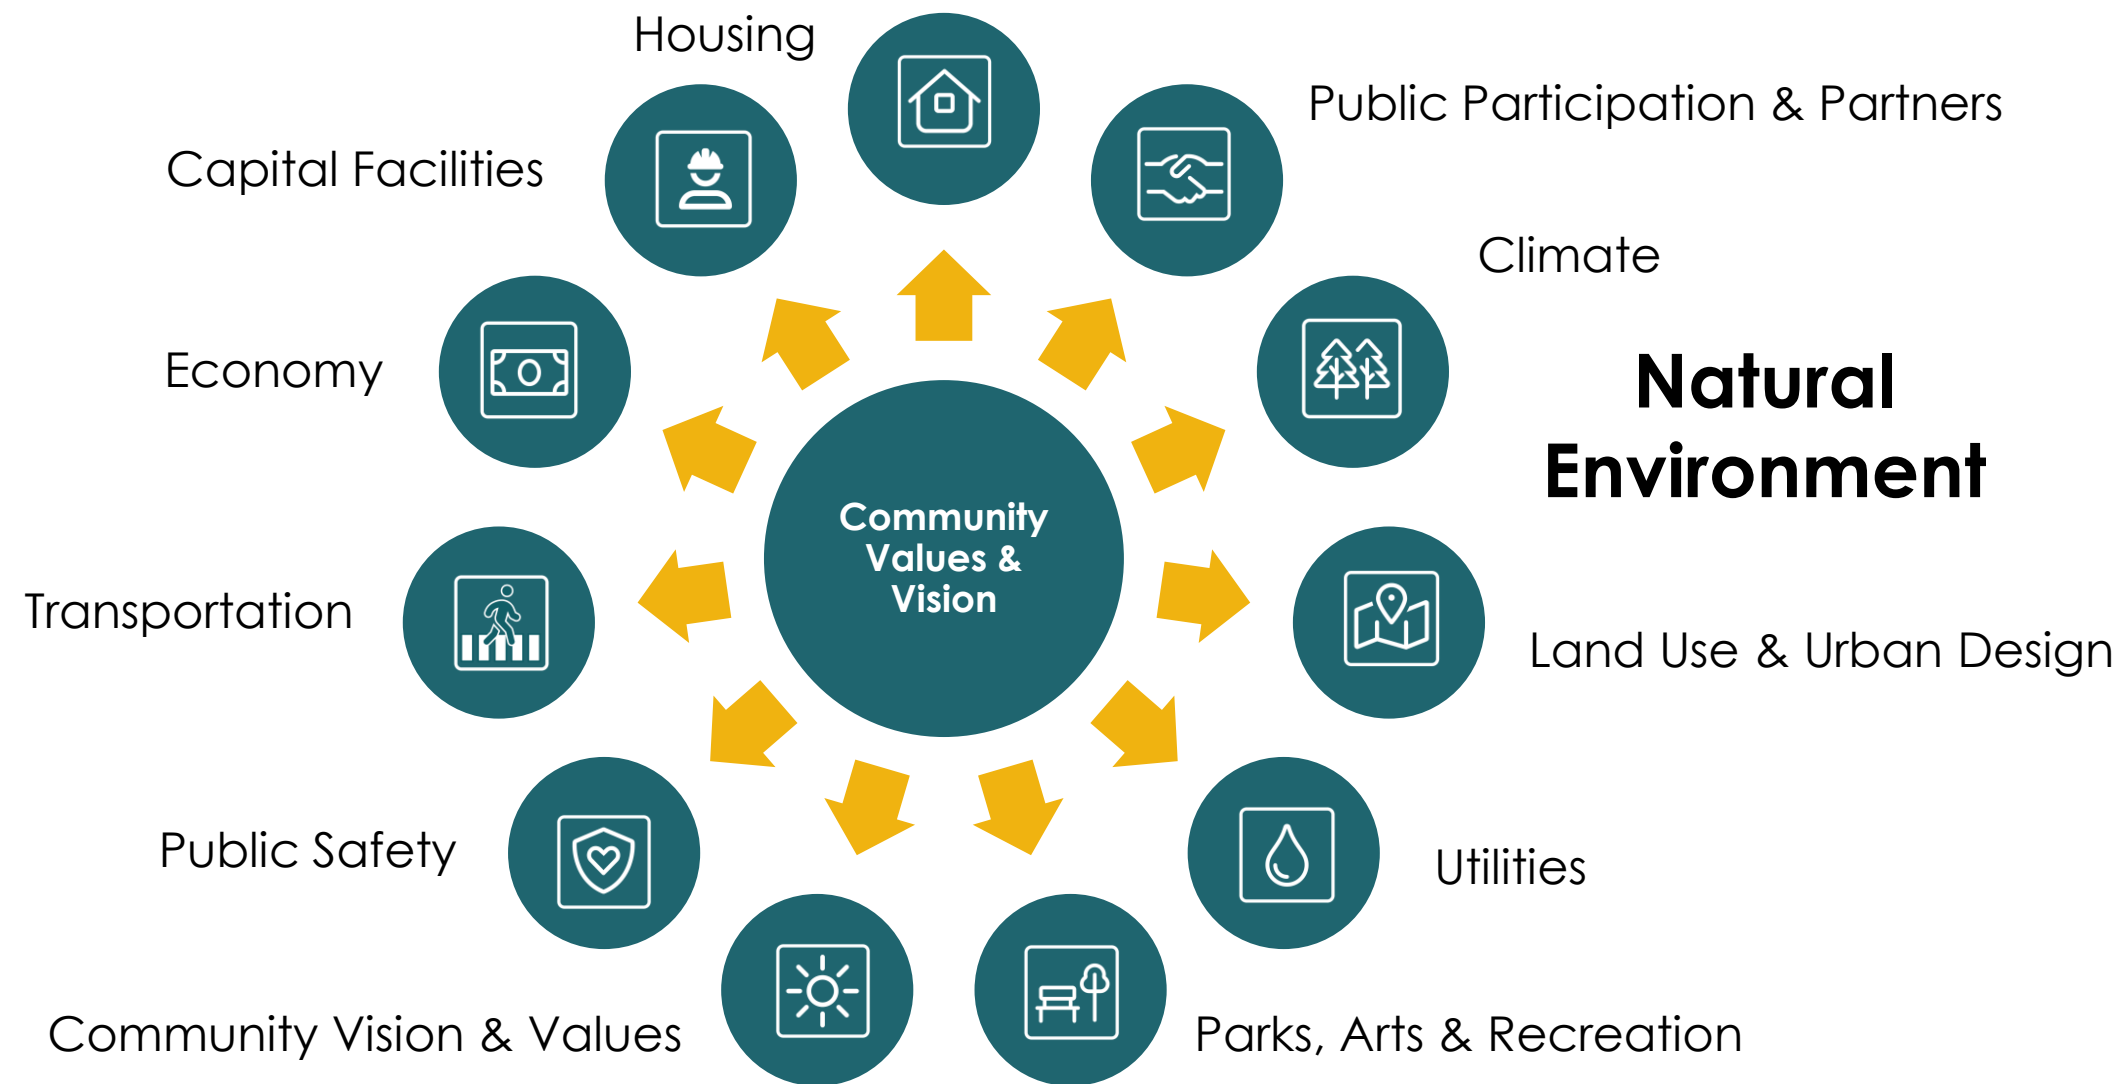 Housing
Public Participation & Partners
Capital Facilities
Climate
Economy
Natural
Environment
Community
Values &
Vision
Transportation
Land Use & Urban Design
Public Safety
Utilities
Community Vision & Values
Parks, Arts & Recreation